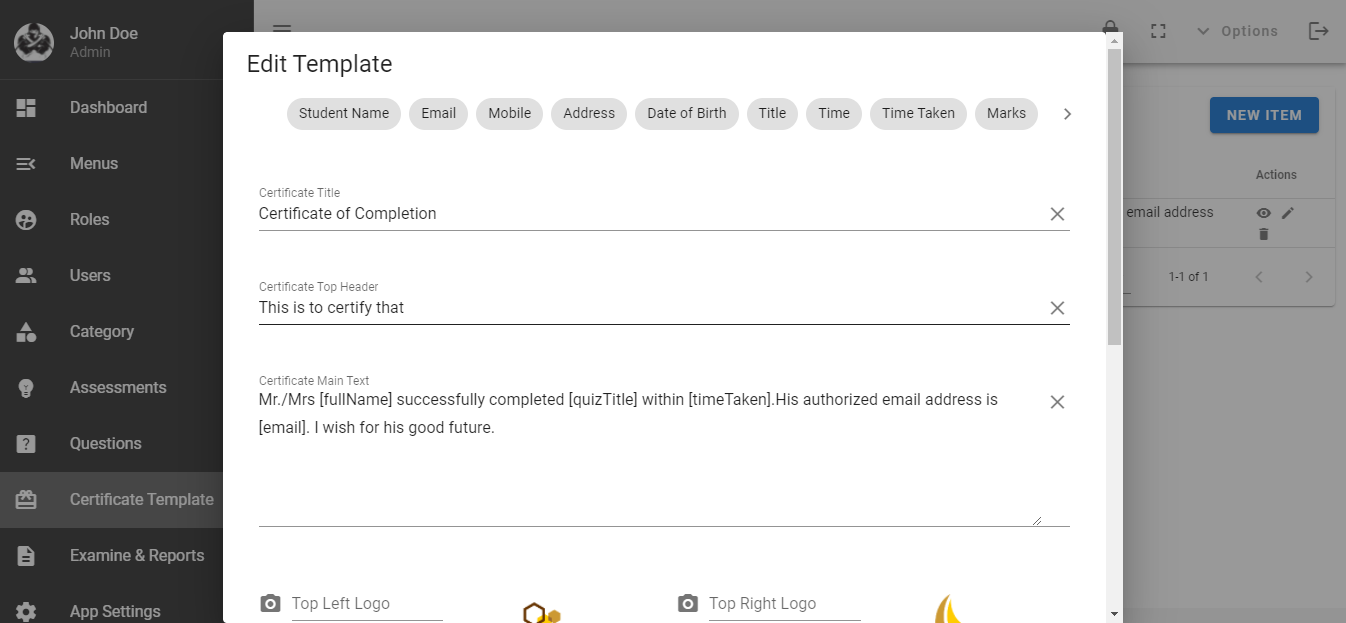 John Doe
Admin
Dashboard
Menus
Roles
Users
Category
Assessments
Questions
Certificate Template
Examine & Reports
App Settings
Options
NEW ITEM
Actions
email address
1-1 of 1
Edit Template
Student Name Email Mobile Address Date of Birth Title Time Time Taken Marks
Certificate Title
Certificate of Completion
Certificate Top Header
This is to certify that
Certificate Main Text
Mr./Mrs [fullName] successfully completed [quizTitle] within [timeTaken].His authorized email address is
[email]. I wish for his good future.
Top Left Logo
Top Right Logo